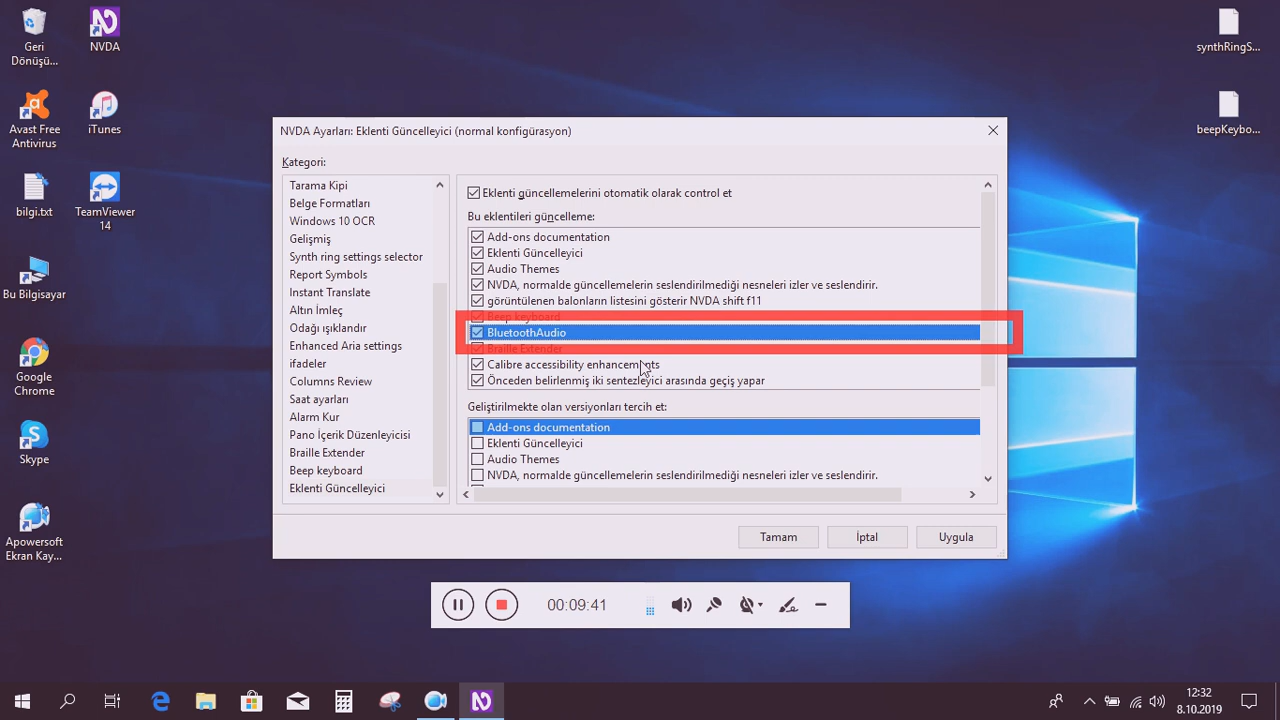 Geri
Dönüşü...
NVDA
Avast Free
Antivirus
iTunes
bilgi.txt
TeamViewer
14
Bu Bilgisayar
Google
Chrome
Skype
Apowersoft
Ekran Kay...
synthRingS...
beepKeybo...
NVDA Ayarları: Eklenti Güncelleyici (normal konfigürasyon)
Kategori:
Tarama Kipi
Belge Formatları
Windows 10 OCR
Gelişmiş
Synth ring settings selector
Report Symbols
Instant Translate
Altın İmleç
Odağı ışıklandır
Enhanced Aria settings
ifadeler
Columns Review
Saat ayarları
Alarm Kur
Pano İçerik Düzenleyicisi
Braille Extender
Beep keyboard
Eklenti Güncelleyici
Eklenti güncellemelerini otomatik olarak control et
Bu eklentileri güncelleme:
Add-ons documentation
Eklenti Güncelleyici
Audio Themes
NVDA, normalde güncellemelerin seslendirilmediği nesneleri izler ve seslendirir.
görüntülenen balonların listesini gösterir NVDA shift f11
Beep keyboard
BluetoothAudio
Braille Extender
Calibre accessibility enhancements
Önceden belirlenmiş iki sentezleyici arasında geçiş yapar
Geliştirilmekte olan versiyonları tercih et:
Add-ons documentation
Eklenti Güncelleyici
Audio Themes
NVDA, normalde güncellemelerin seslendirilmediği nesneleri izler ve seslendirir.
Tamam
İptal
Uygula
00:09:41
12:32
8.10.2019